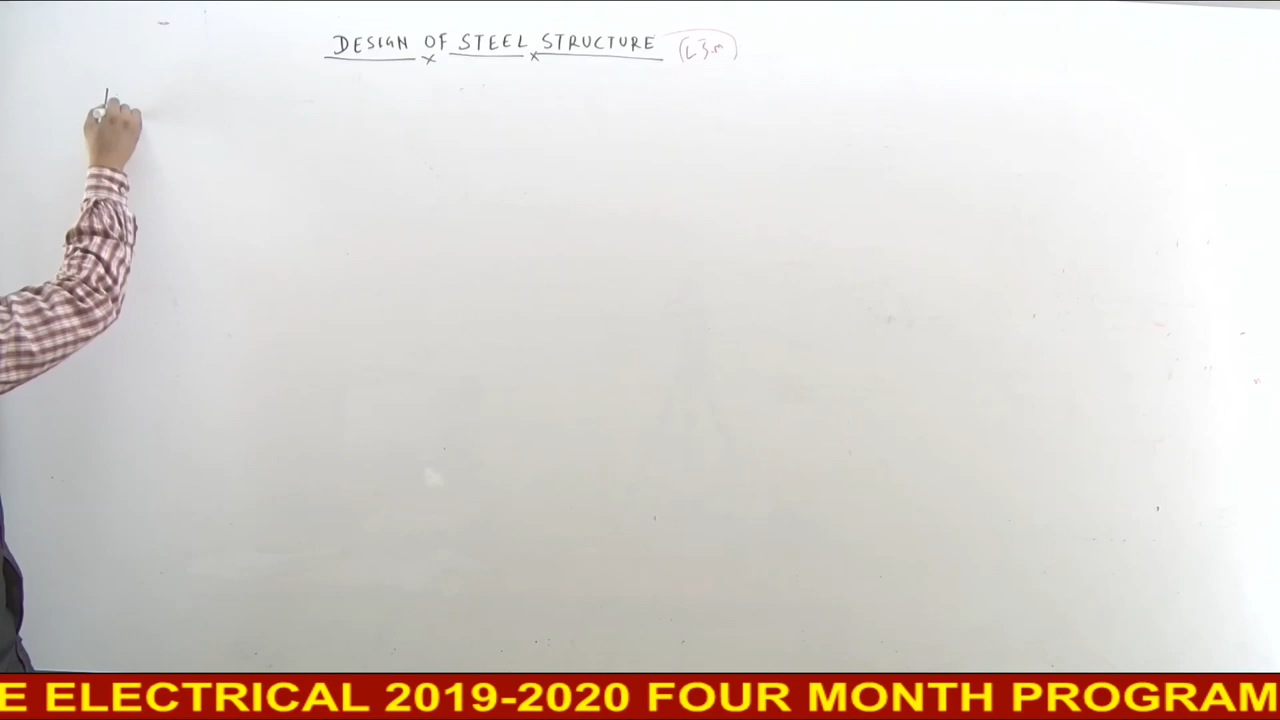 DESIGN OF STEEL STRUCTURE
E ELECTRICAL 2019-2020 FOUR MONTH PROGRAM